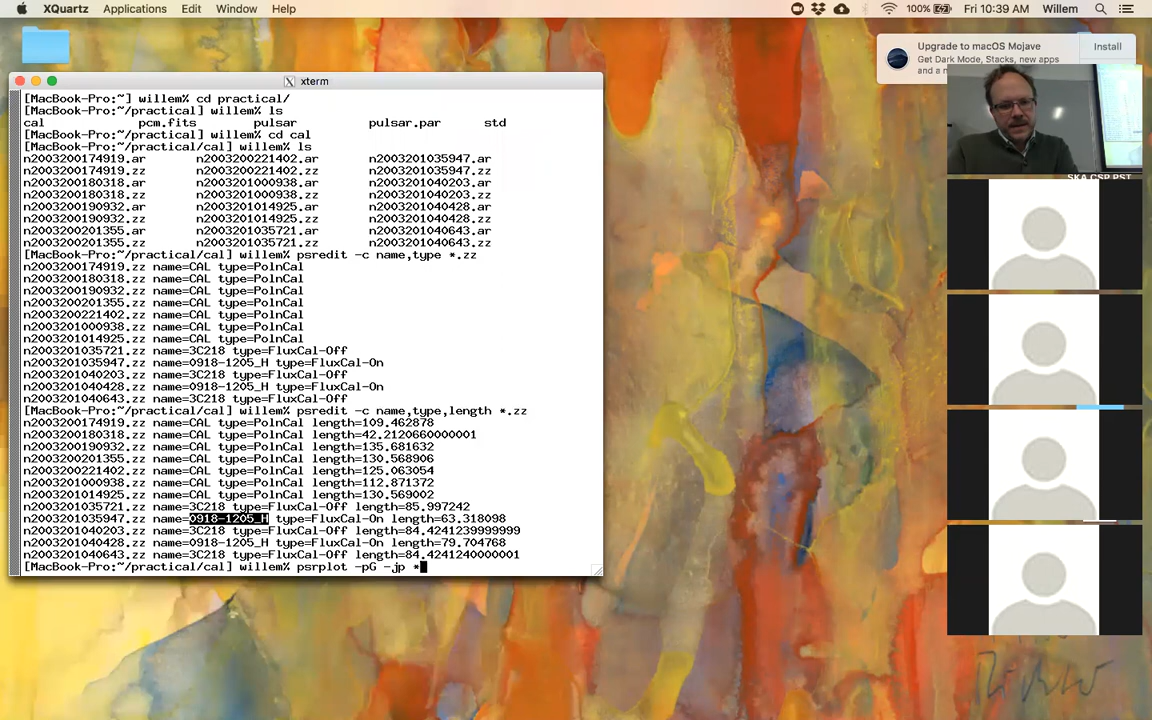 XQuartz Applications Edit Window Help
100% Fri 10:39 AM Willem
Upgrade to macOS Mojave
Get Dark Mode, Stacks, new apps
and a
Install
SKA CSP PST
xterm
[MacBook-Pro:~] willem% cd practical/
[MacBook-Pro:~/practical] willem% ls
cal pcm.fits pulsar pulsar.par std
[MacBook-Pro:~/practical] willem% cd cal
[MacBook-Pro:~/practical/cal] willem% ls
n2003200174919.ar n2003200221402.ar n2003201035947.ar
n2003200174919.zz n2003200221402.zz n2003201035947.zz
n2003200180318.ar n2003201000938.ar n2003201040203.ar
n2003200180318.zz n2003201000938.zz n2003201040203.zz
n2003200190932.ar n2003201014925.ar n2003201040428.ar
n2003200190932.zz n2003201014925.zz n2003201040428.zz
n2003200201355.ar n2003201035721.ar n2003201040643.ar
n2003200201355.zz n2003201035721.zz n2003201040643.zz
[MacBook-Pro:~/practical/cal] willem% psredit -c name,type *.zz
n2003200174919.zz name=CAL type=PolnCal
n2003200180318.zz name=CAL type=PolnCal
n2003200190932.zz name=CAL type=PolnCal
n2003200201355.zz name=CAL type=PolnCal
n2003200221402.zz name=CAL type=PolnCal
n2003201000938.zz name=CAL type=PolnCal
n2003201014925.zz name=CAL type=PolnCal
n2003201035721.zz name=3C218 type=FluxCal-Off
n2003201035947.zz name=0918-1205_H type=FluxCal-On
n2003201040203.zz name=3C218 type=FluxCal-Off
n2003201040428.zz name=0918-1205_H type=FluxCal-On
n2003201040643.zz name=3C218 type=FluxCal-Off
[MacBook-Pro:~/practical/cal] willem% psredit -c name,type,length *.zz
n2003200174919.zz name=CAL type=PolnCal length=109.462878
n2003200180318.zz name=CAL type=PolnCal length=42.2120660000001
n2003200190932.zz name=CAL type=PolnCal length=135.681632
n2003200201355.zz name=CAL type=PolnCal length=130.568906
n2003200221402.zz name=CAL type=PolnCal length=125.063054
n2003201000938.zz name=CAL type=PolnCal length=112.871372
n2003201014925.zz name=CAL type=PolnCal length=130.569002
n2003201035721.zz name=3C218 type=FluxCal-Off length=85.997242
n2003201035947.zz name=0918-1205_H type=FluxCal-On length=63.318098
n2003201040203.zz name=3C218 type=FluxCal-Off length=84.4241239999999
n2003201040428.zz name=0918-1205_H type=FluxCal-On length=79.704768
n2003201040643.zz name=3C218 type=FluxCal-Off length=84.4241240000001
[MacBook-Pro:~/practical/cal] willem% psrplot -pG -jp *